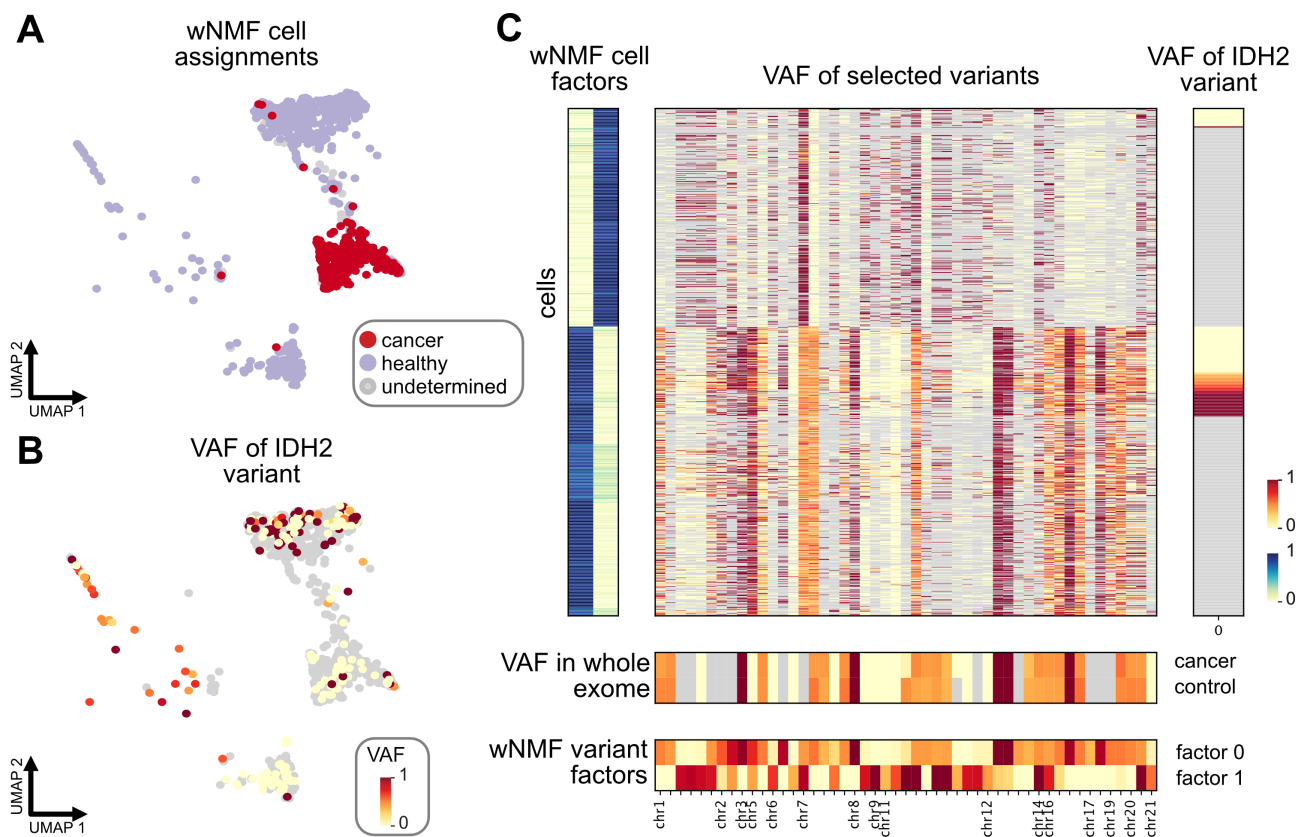 A
wNMF cell
assignments
cancer
healthy
undetermined
UMAP 2
UMAP 1
B
VAF of IDH2
variant
VAF
1
0
UMAP 2
UMAP 1
C
wNMF cell
factors
VAF of selected variants
VAF of IDH2
variant
cells
0
1
0
1
0
VAF in whole
exome
cancer
control
wNMF variant
factors
factor 0
factor 1
chr1
chr2
chr3
chr5
chr6
chr7
chr8
chr9
chr11
chr12
chr14
chr16
chr17
chr19
chr20
chr21